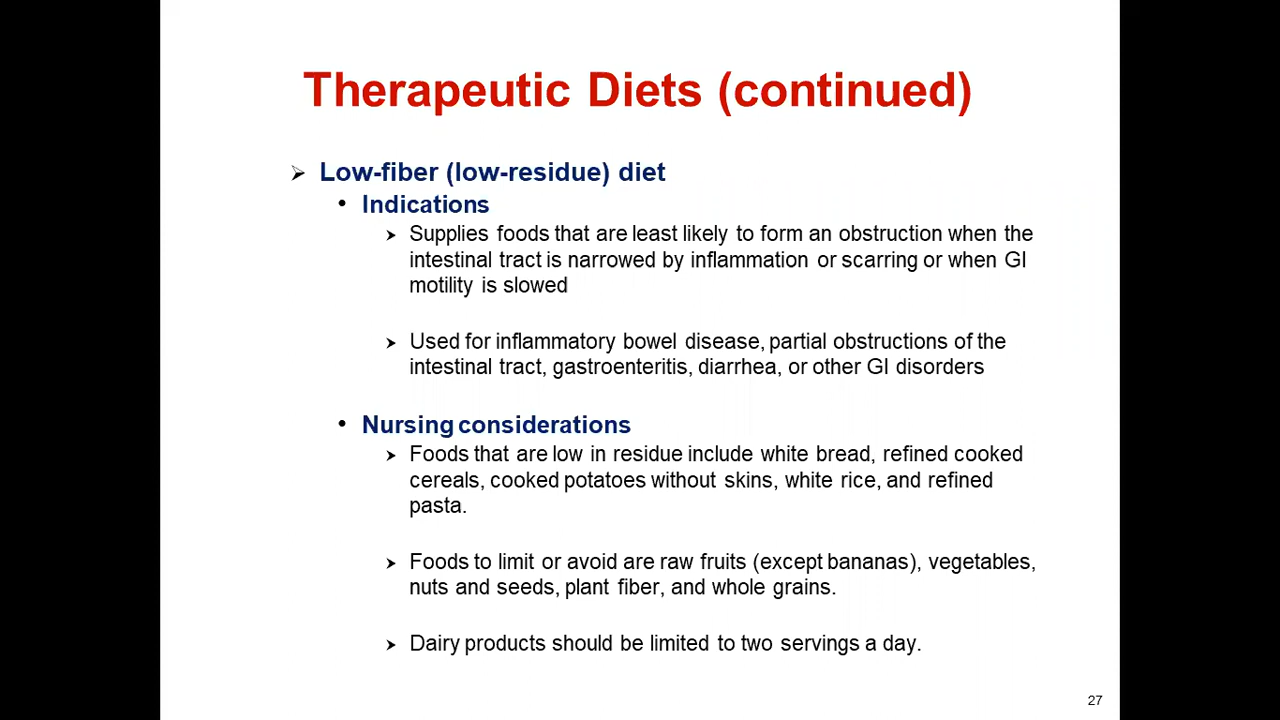 Therapeutic Diets (continued)
➢ Low-fiber (low-residue) diet
• Indications
➢ Supplies foods that are least likely to form an obstruction when the
intestinal tract is narrowed by inflammation or scarring or when GI
motility is slowed
➢ Used for inflammatory bowel disease, partial obstructions of the
intestinal tract, gastroenteritis, diarrhea, or other GI disorders
• Nursing considerations
➢ Foods that are low in residue include white bread, refined cooked
cereals, cooked potatoes without skins, white rice, and refined
pasta.
➢ Foods to limit or avoid are raw fruits (except bananas), vegetables,
nuts and seeds, plant fiber, and whole grains.
➢ Dairy products should be limited to two servings a day.
27